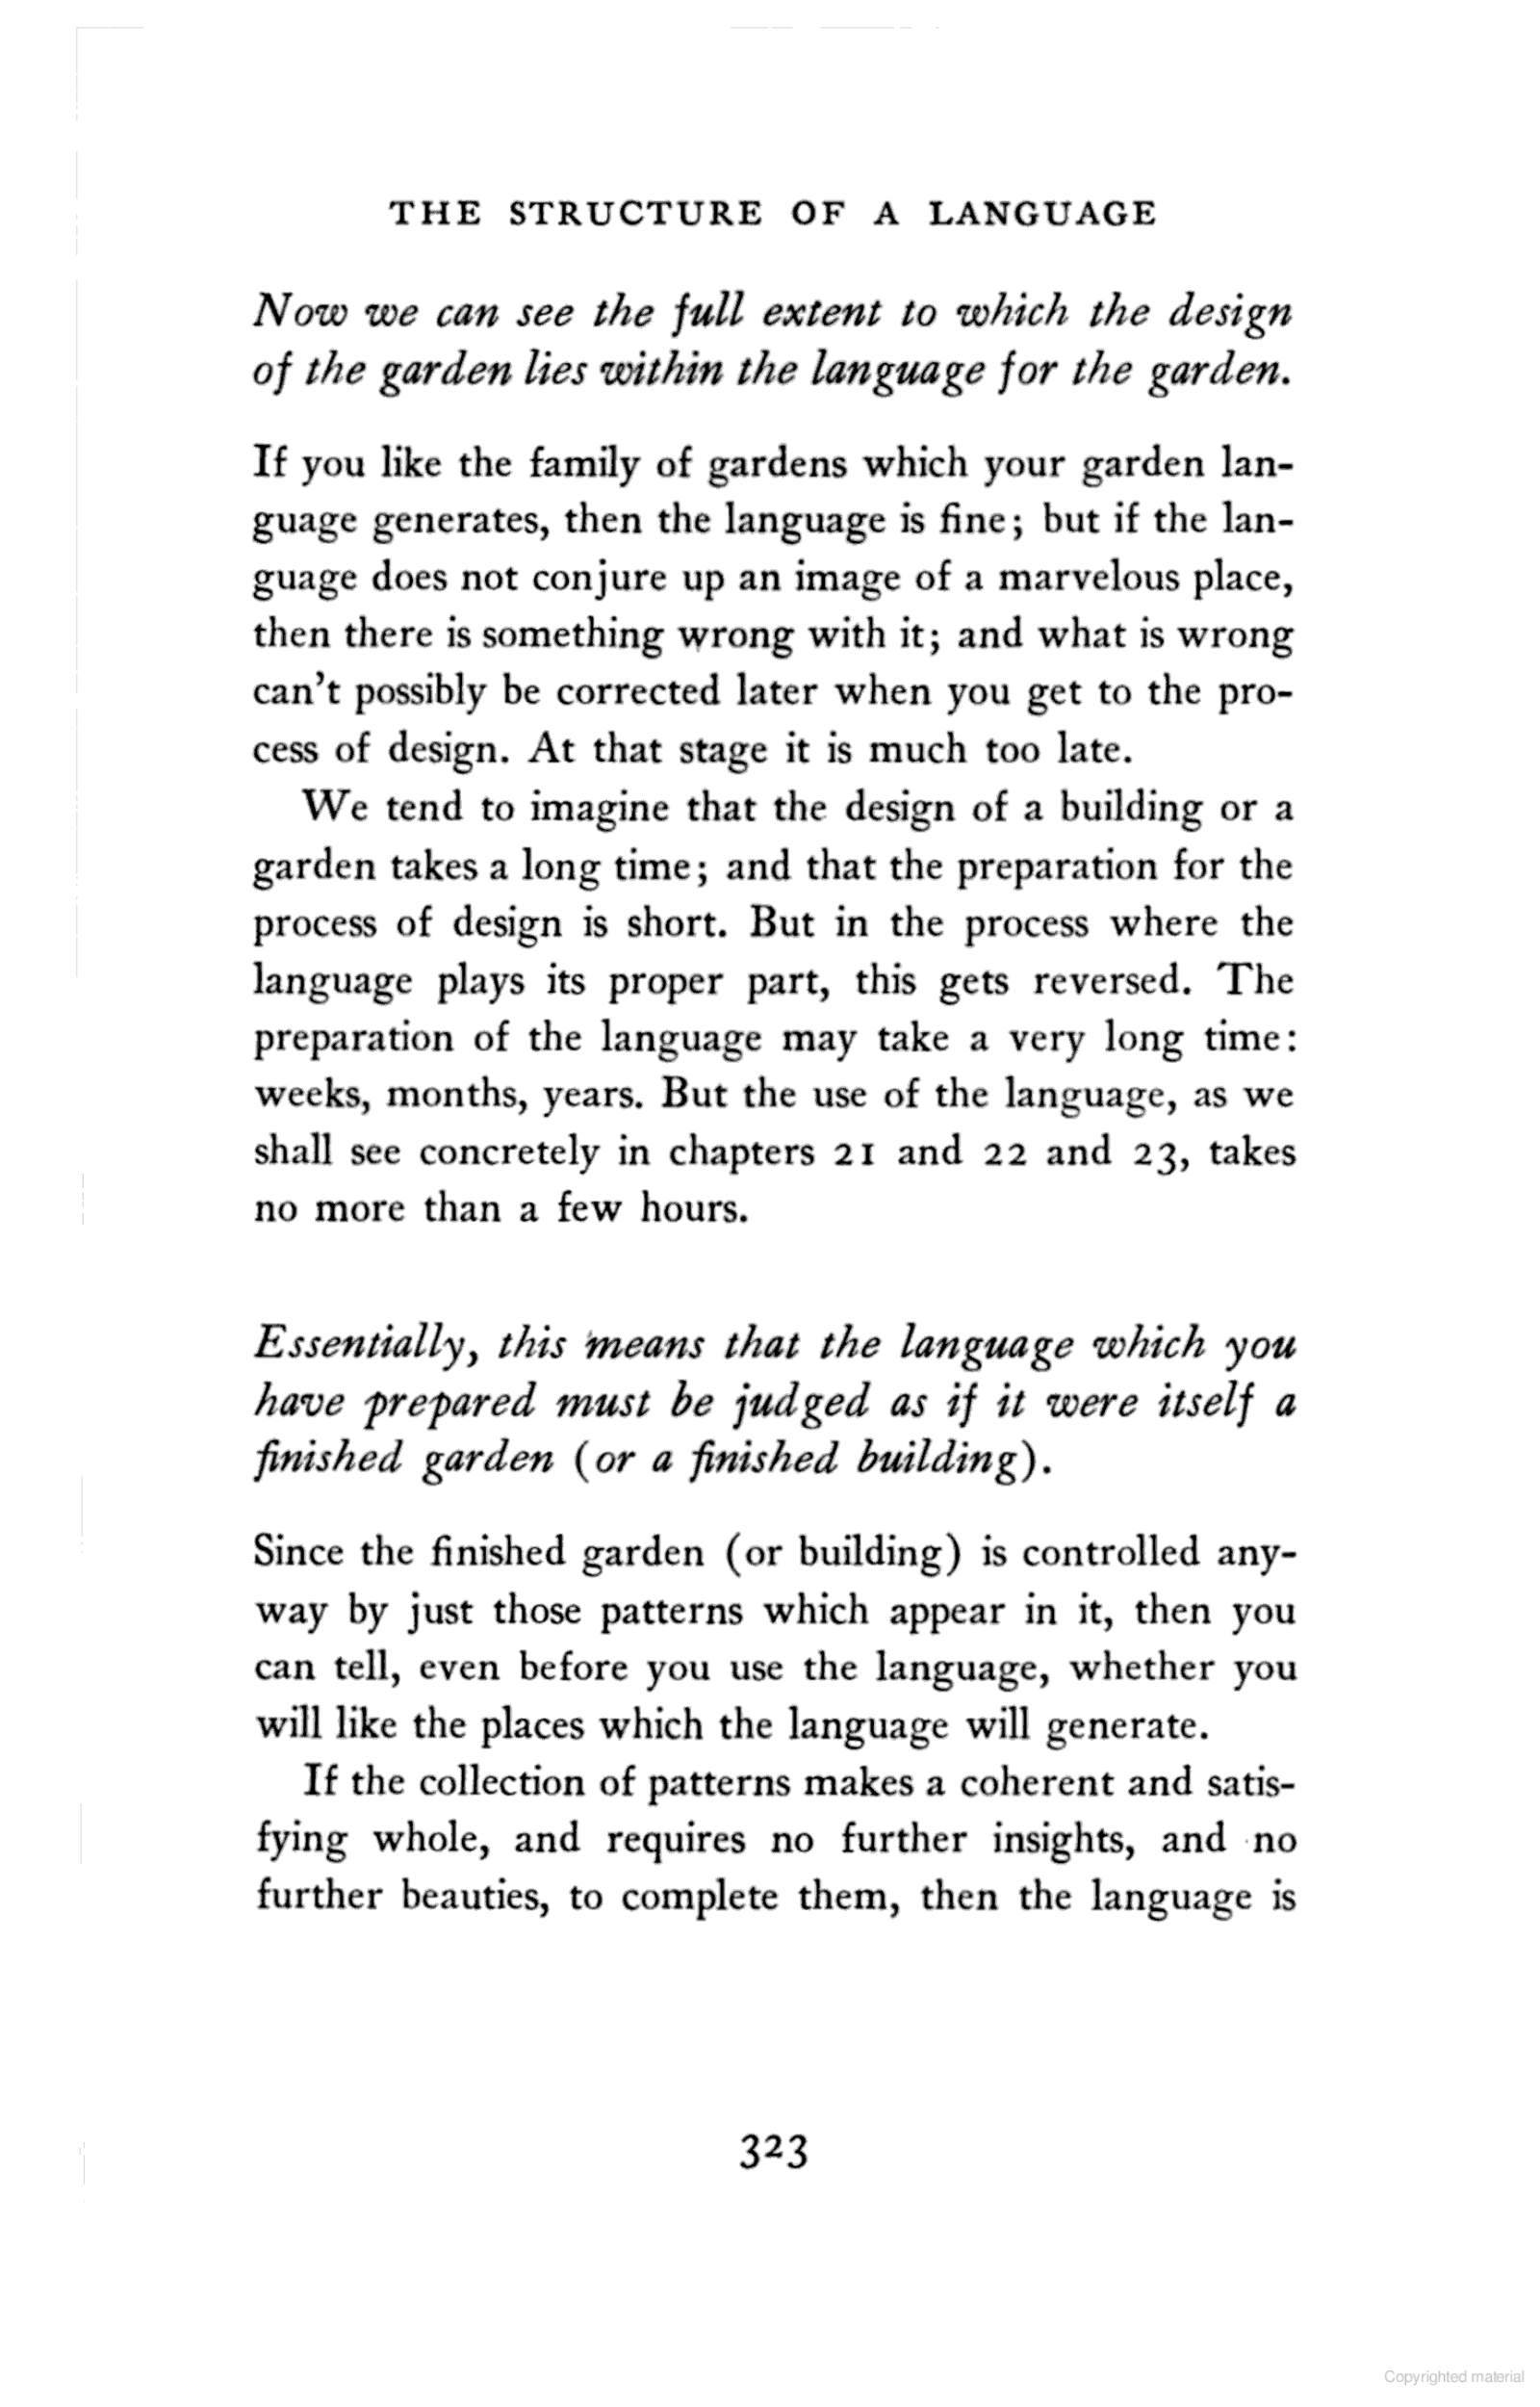 THE STRUCTURE OF A LANGUAGE
Now we can see the full extent to which the design
of the garden lies within the language for the garden.
If you like the family of gardens which your garden lan-
guage generates, then the language is fine; but if the lan-
guage does not conjure up an image of a marvelous place,
then there is something wrong with it; and what is wrong
can't possibly be corrected later when you get to the pro-
cess of design. At that stage it is much too late.
We tend to imagine that the design of a building or a
garden takes a long time; and that the preparation for the
process of design is short. But in the process where the
language plays its proper part, this gets reversed. The
preparation of the language may take a very long time:
weeks, months, years. But the use of the language, as we
shall see concretely in chapters 21 and 22 and 23, takes
no more than a few hours.
Essentially, this means that the language which you
have prepared must be judged as if it were itself a
finished garden (or a finished building).
Since the finished garden (or building) is controlled any-
way by just those patterns which appear in it, then you
can tell, even before you use the language, whether you
will like the places which the language will generate.
If the collection of patterns makes a coherent and satis-
fying whole, and requires no further insights, and no
further beauties, to complete them, then the language is
323
Copyrighted material